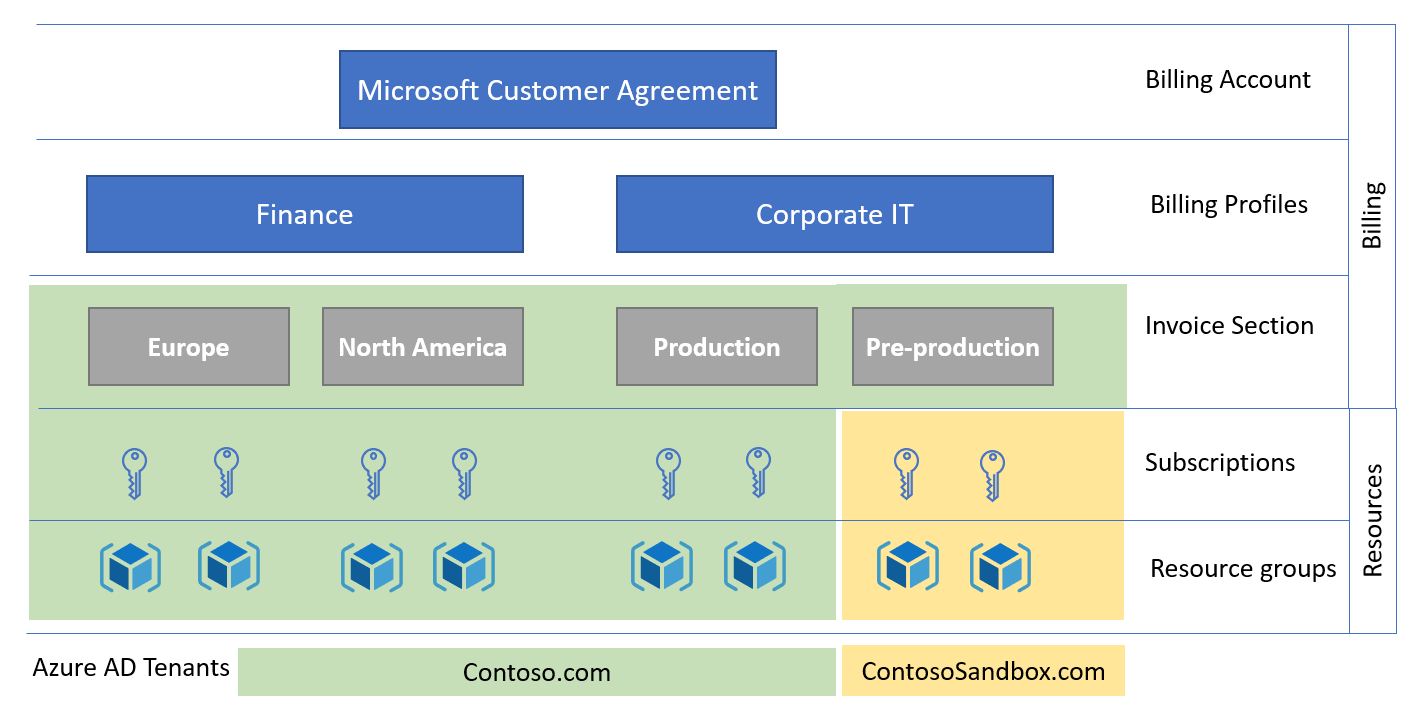 Microsoft Customer Agreement
Billing Account
Finance
Corporate IT
Billing Profiles
Billing
Europe
North America
Production
Pre-production
Invoice Section
Subscriptions
Resource groups
Resources
Azure AD Tenants
Contoso.com
ContosoSandbox.com